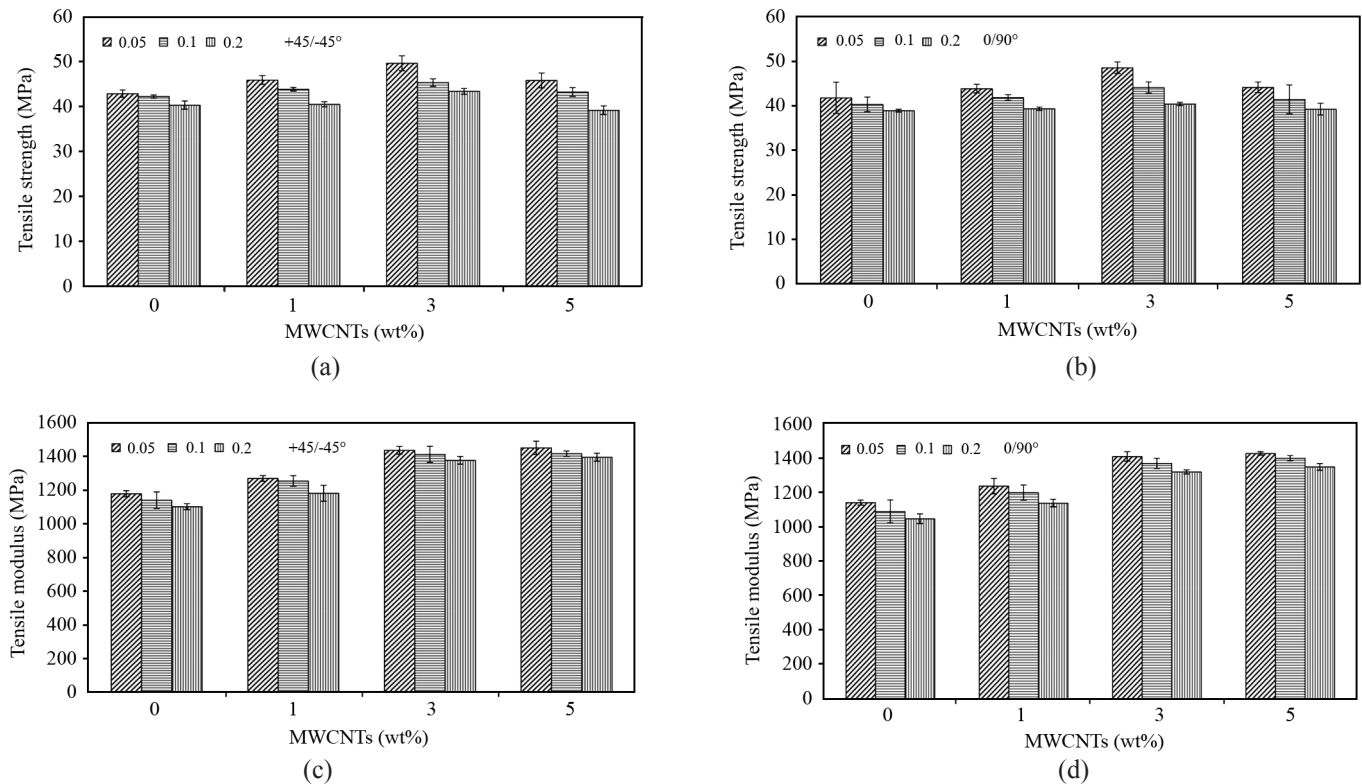 60
50
40
30
20
10
0
Tensile strength (MPa)
0.05 0.1 0.2 +45/-45°
0 1 3 5
MWCNTs (wt%)
(a)
60
50
40
30
20
10
0
Tensile strength (MPa)
0.05 0.1 0.2 0/90°
0 1 3 5
MWCNTs (wt%)
(b)
1600
1400
1200
1000
800
600
400
200
0
Tensile modulus (MPa)
0.05 0.1 0.2 +45/-45°
0 1 3 5
MWCNTs (wt%)
(c)
1600
1400
1200
1000
800
600
400
200
0
Tensile modulus (MPa)
0.05 0.1 0.2 0/90°
0 1 3 5
MWCNTs (wt%)
(d)